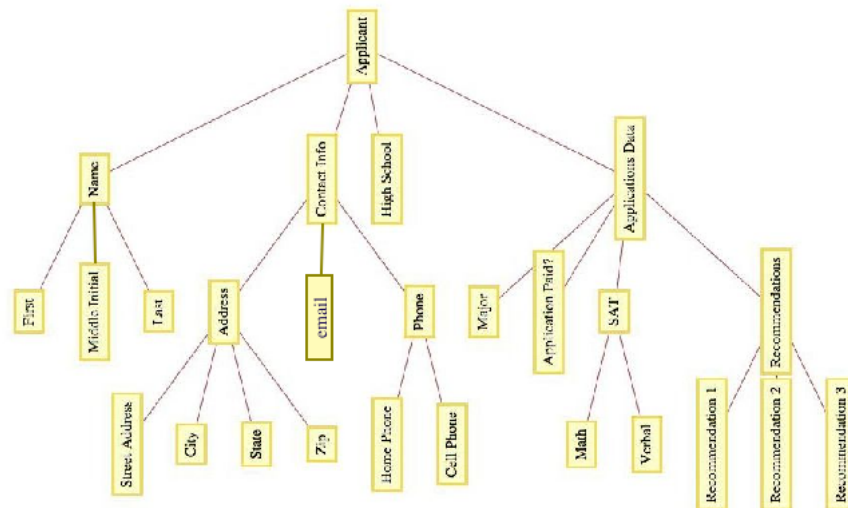 Applicant
Name
Contact Info
High School
Applications Data
First
Middle Initial
Last
Address
email
Phone
Major
Application Paid?
SAT
Recommendations
Street Address
City
State
Zip
Home Phone
Cell Phone
Math
Verbal
Recommendation 1
Recommendation 2
Recommendation 3